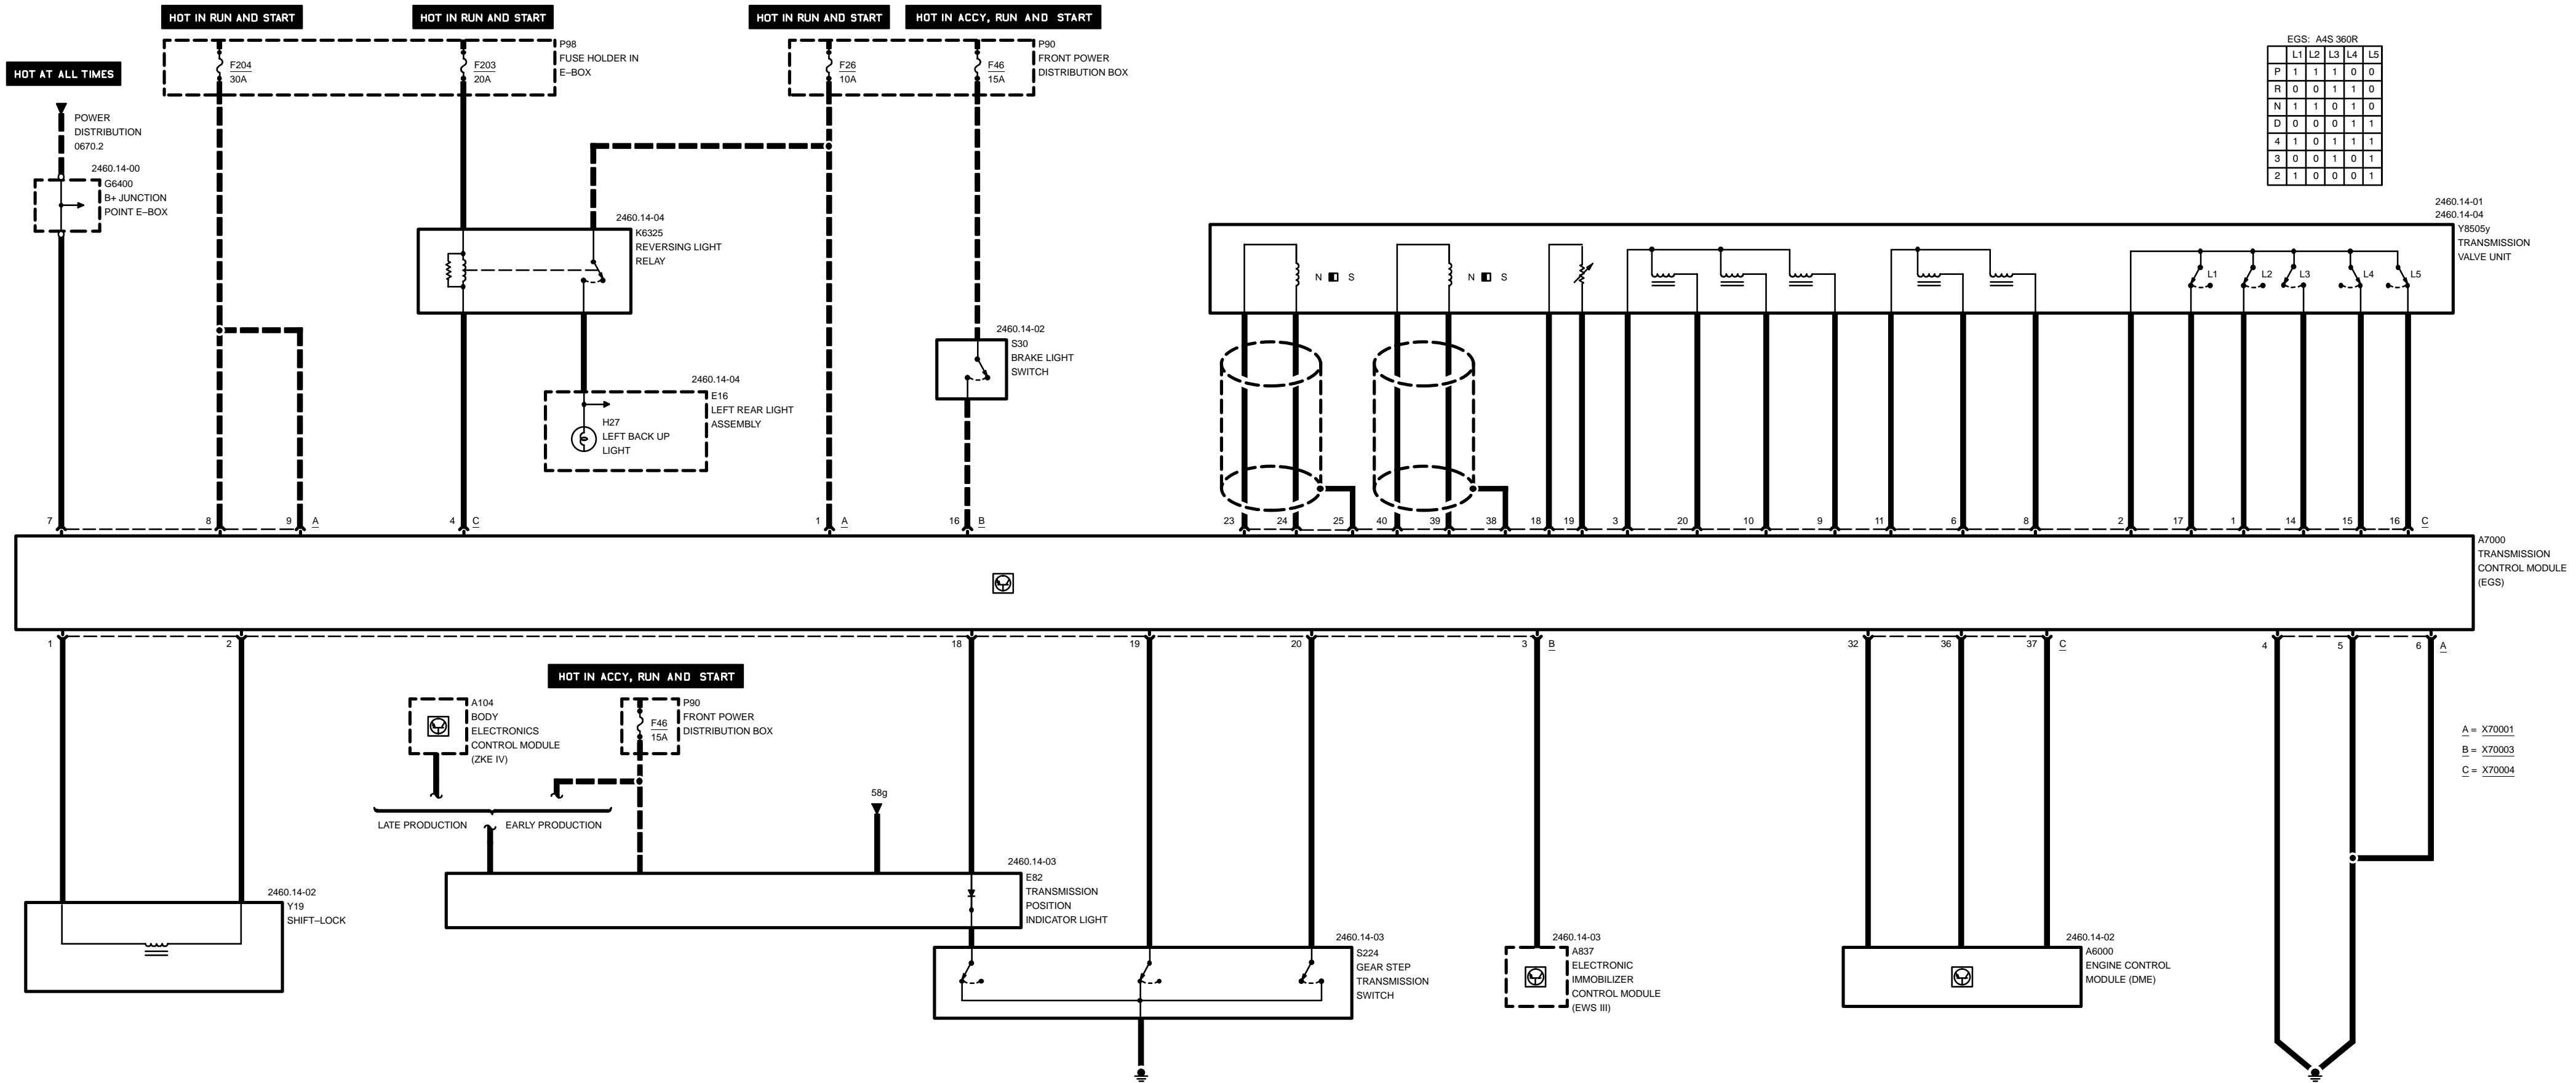 HOT IN RUN AND START
HOT IN RUN AND START
HOT IN RUN AND START
HOT IN ACCY, RUN AND START
HOT AT ALL TIMES
F204
30A
F203
20A
P98
FUSE HOLDER IN
E–BOX
F26
10A
F46
15A
P90
FRONT POWER
DISTRIBUTION BOX
EGS: A4S 360R
L1 L2 L3 L4 L5
P 1 1 1 0 0
R 0 0 1 1 0
N 1 1 0 1 0
D 0 0 0 1 1
4 1 0 1 1 1
3 0 0 1 0 1
2 1 0 0 0 1
POWER
DISTRIBUTION
0670.2
2460.14-00
G6400
B+ JUNCTION
POINT E–BOX
2460.14-04
K6325
REVERSING LIGHT
RELAY
2460.14-01
2460.14-04
Y8505y
TRANSMISSION
VALVE UNIT
N S
N S
L1
L2
L3
L4
L5
2460.14-02
S30
BRAKE LIGHT
SWITCH
2460.14-04
E16
LEFT REAR LIGHT
ASSEMBLY
H27
LEFT BACK UP
LIGHT
7 8 9 A 4 C 1 A 16 B 23 24 25 40 39 38 18 19 3 20 10 9 11 6 8 2 17 1 14 15 16 C
A7000
TRANSMISSION
CONTROL MODULE
(EGS)
1 2 18 19 20 3 B 32 36 37 C 4 5 6 A
HOT IN ACCY, RUN AND START
A104
BODY
ELECTRONICS
CONTROL MODULE
(ZKE IV)
F46
15A
P90
FRONT POWER
DISTRIBUTION BOX
A = X70001
B = X70003
C = X70004
LATE PRODUCTION
EARLY PRODUCTION
58g
2460.14-03
E82
TRANSMISSION
POSITION
INDICATOR LIGHT
2460.14-02
Y19
SHIFT–LOCK
2460.14-03
S224
GEAR STEP
TRANSMISSION
SWITCH
2460.14-03
A837
ELECTRONIC
IMMOBILIZER
CONTROL MODULE
(EWS III)
2460.14-02
A6000
ENGINE CONTROL
MODULE (DME)